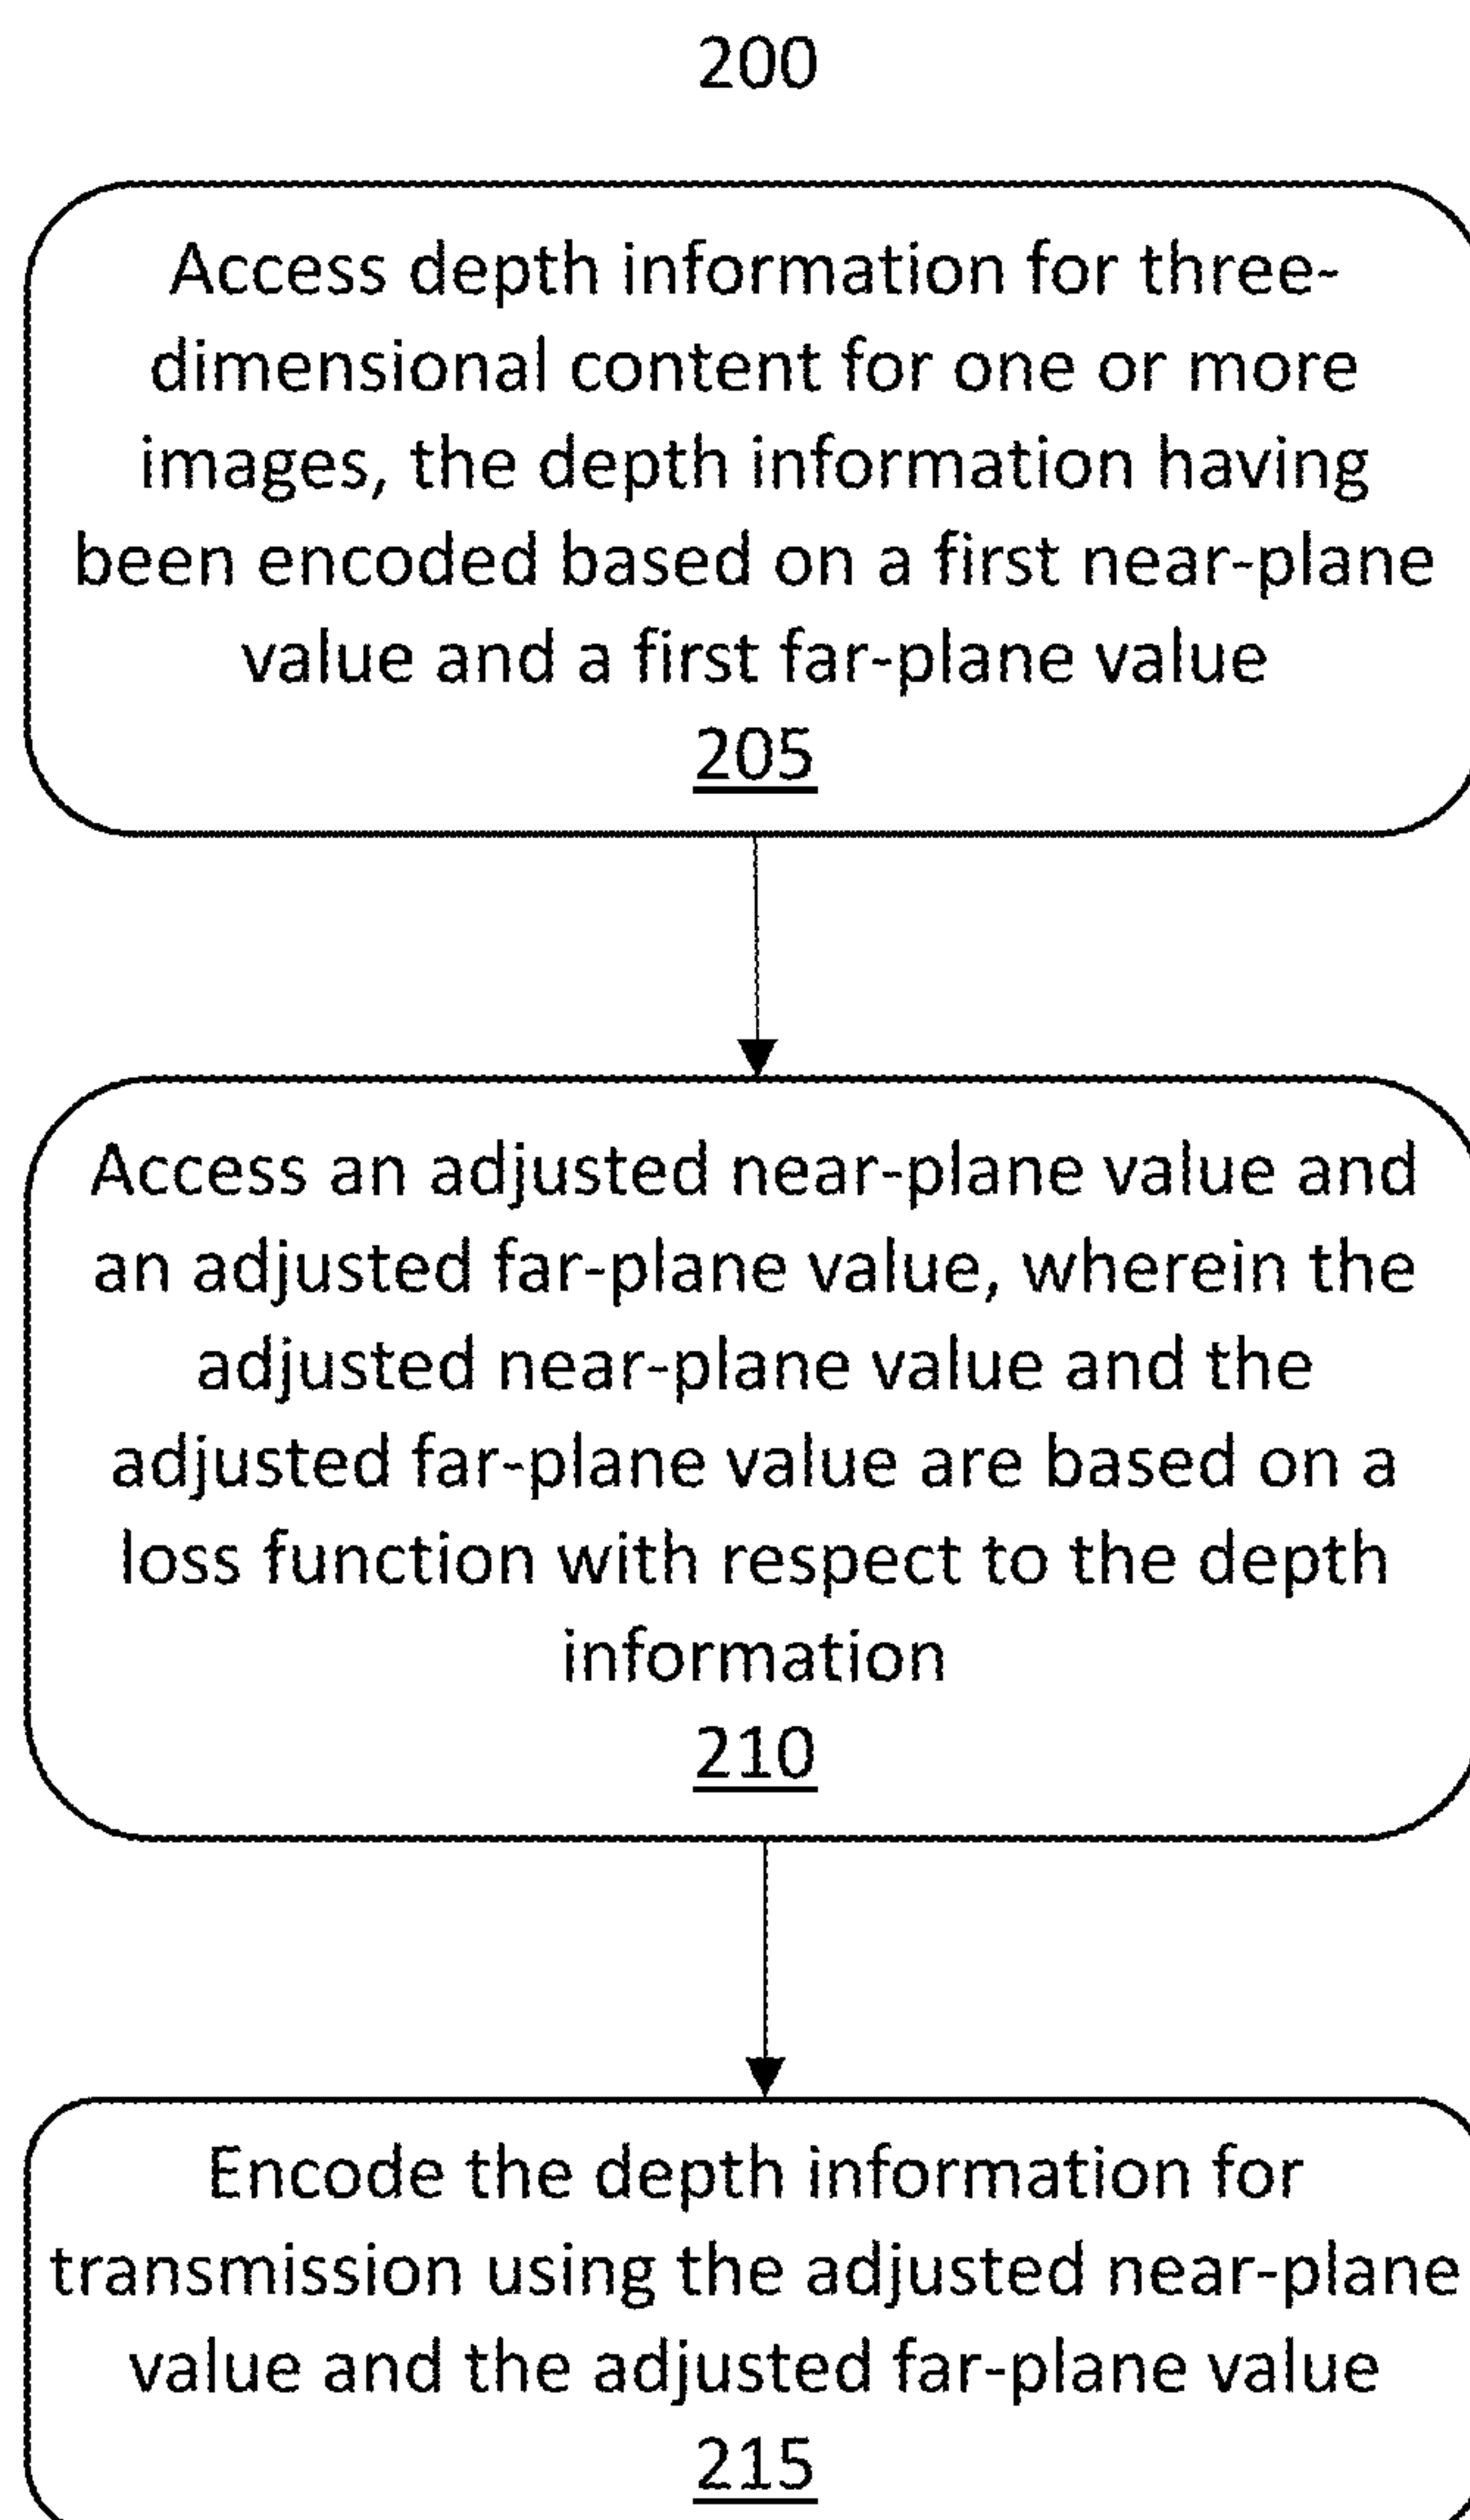 200
Access depth information for three-
dimensional content for one or more
images, the depth information having
been encoded based on a first near-plane
value and a first far-plane value
205
Access an adjusted near-plane value and
an adjusted far-plane value, wherein the
adjusted near-plane value and the
adjusted far-plane value are based on a
loss function with respect to the depth
information
210
Encode the depth information for
transmission using the adjusted near-plane
value and the adjusted far-plane value
215